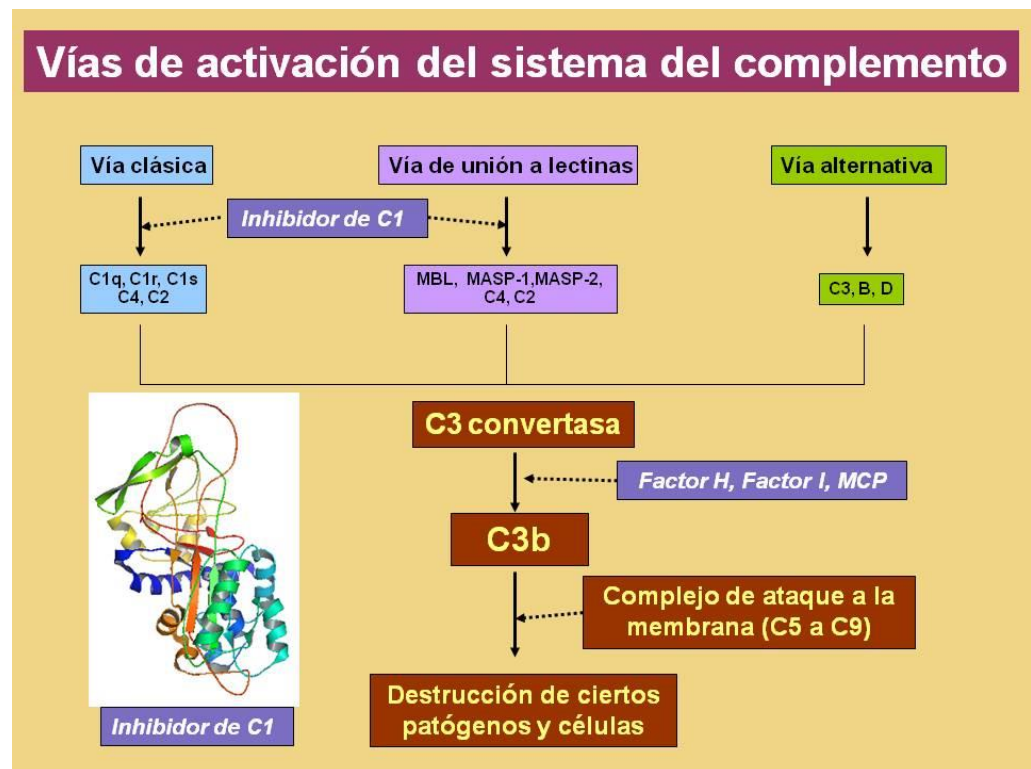 Vías de activación del sistema del complemento
Vía clásica
Vía de unión a lectinas
Vía alternativa
Inhibidor de C1
C1q, C1r, C1s
C4, C2
MBL, MASP-1,MASP-2,
C4, C2
C3, B, D
C3 convertasa
Factor H, Factor I, MCP
C3b
Complejo de ataque a la
membrana (C5 a C9)
Destrucción de ciertos
patógenos y células
Inhibidor de C1